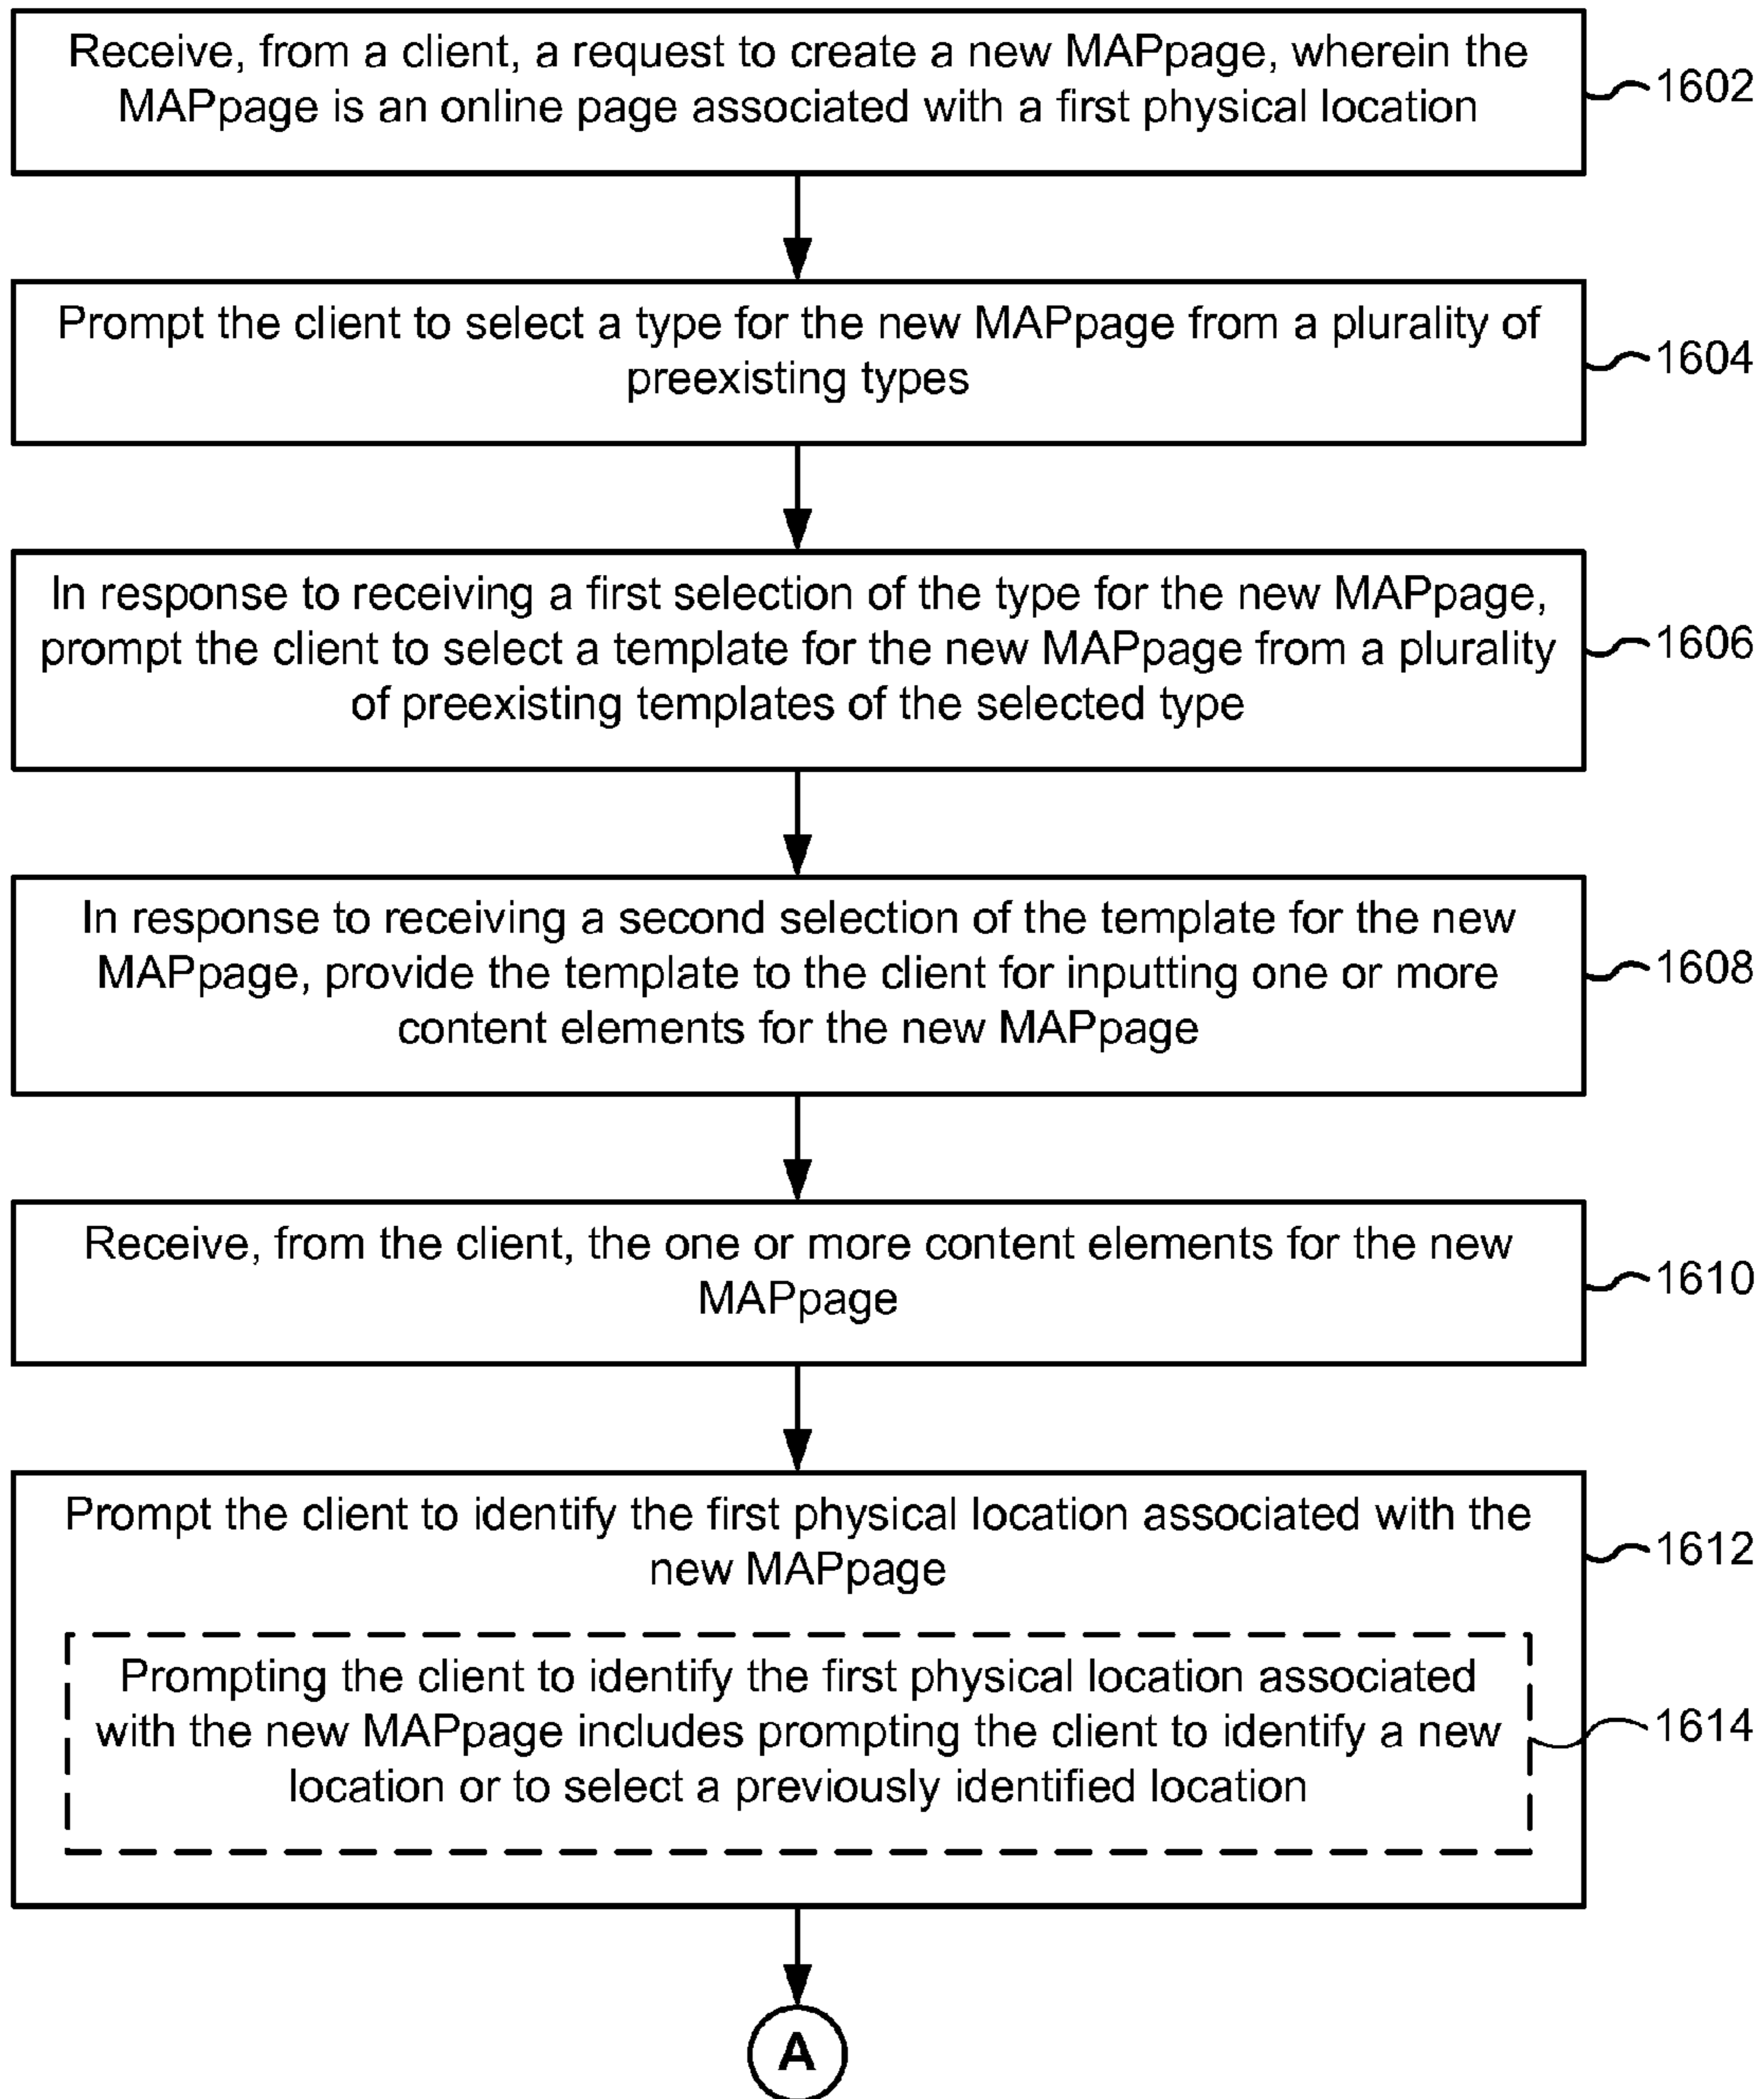 Receive, from a client, a request to create a new MAPpage, wherein the
MAPpage is an online page associated with a first physical location
1602
Prompt the client to select a type for the new MAPpage from a plurality of
preexisting types
1604
In response to receiving a first selection of the type for the new MAPpage,
prompt the client to select a template for the new MAPpage from a plurality
of preexisting templates of the selected type
1606
In response to receiving a second selection of the template for the new
MAPpage, provide the template to the client for inputting one or more
content elements for the new MAPpage
1608
Receive, from the client, the one or more content elements for the new
MAPpage
1610
Prompt the client to identify the first physical location associated with the
new MAPpage
1612
Prompting the client to identify the first physical location associated
with the new MAPpage includes prompting the client to identify a new
location or to select a previously identified location
1614
A